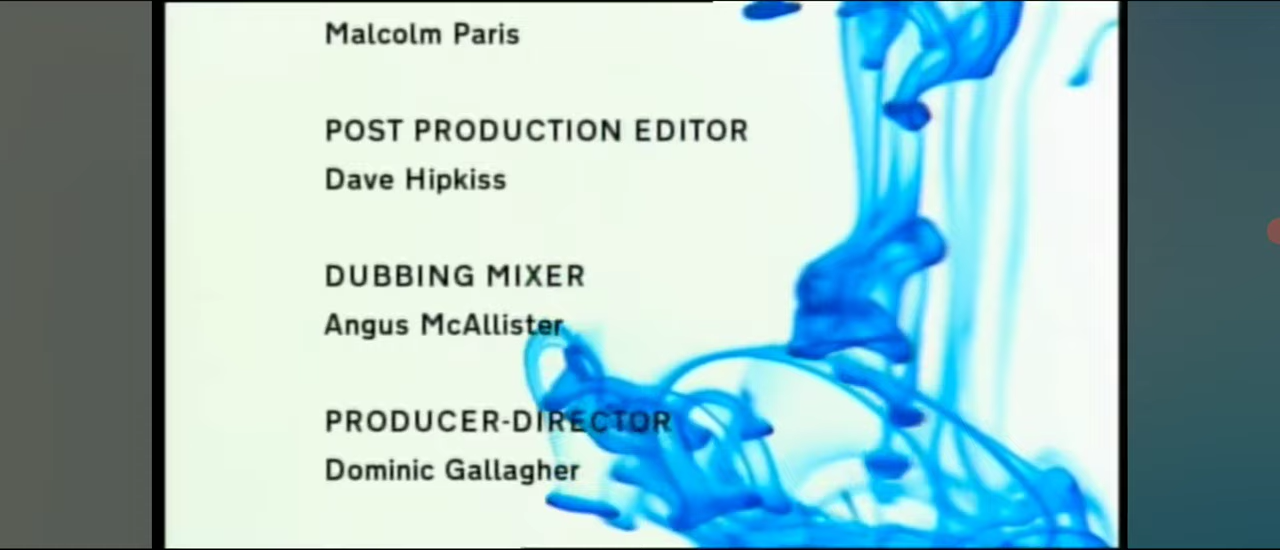 Malcolm Paris
POST PRODUCTION EDITOR
Dave Hipkiss
DUBBING MIXER
Angus McAllister
PRODUCER-DIRECTOR
Dominic Gallagher